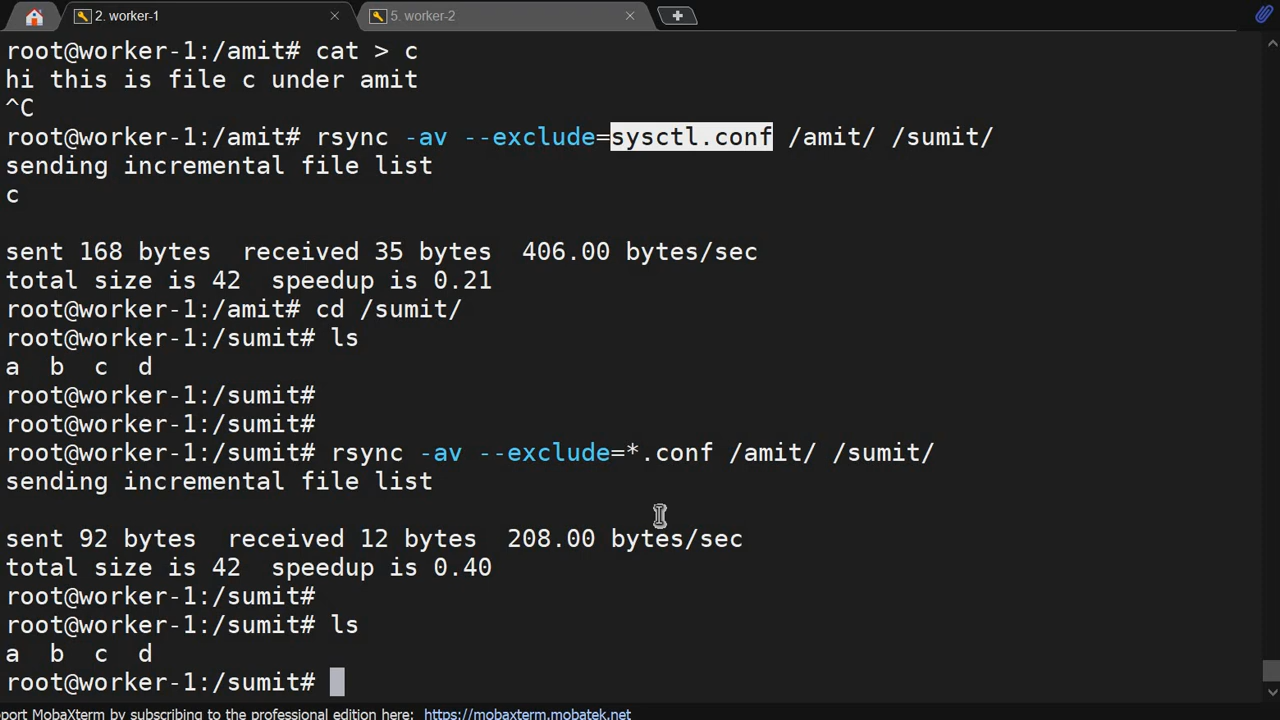 2. worker-1
5. worker-2
root@worker-1:/amit# cat > c
hi this is file c under amit
^C
root@worker-1:/amit# rsync -av --exclude=sysctl.conf /amit/ /sumit/
sending incremental file list
c
sent 168 bytes  received 35 bytes  406.00 bytes/sec
total size is 42  speedup is 0.21
root@worker-1:/amit# cd /sumit/
root@worker-1:/sumit# ls
a  b  c  d
root@worker-1:/sumit#
root@worker-1:/sumit#
root@worker-1:/sumit# rsync -av --exclude=*.conf /amit/ /sumit/
sending incremental file list
sent 92 bytes  received 12 bytes  208.00 bytes/sec
total size is 42  speedup is 0.40
root@worker-1:/sumit#
root@worker-1:/sumit# ls
a  b  c  d
root@worker-1:/sumit#
port MobaXterm by subscribing to the professional edition here: https://mobaxterm.mobatek.net